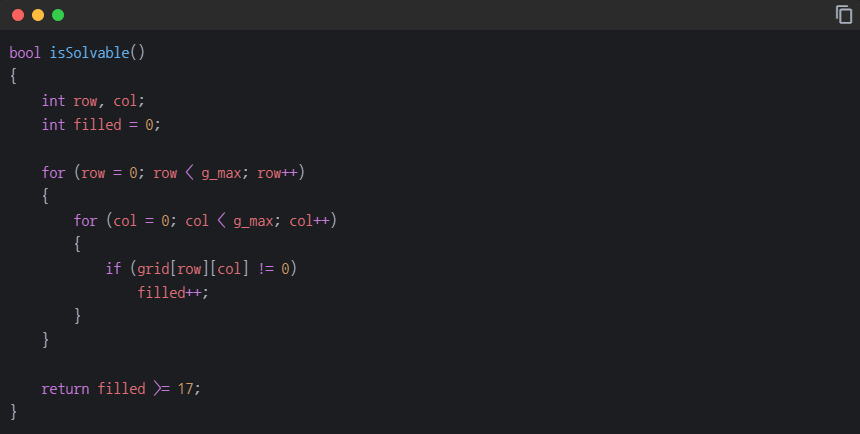 bool isSolvable()
{
    int row, col;
    int filled = 0;

    for (row = 0; row < g_max; row++)
    {
        for (col = 0; col < g_max; col++)
        {
            if (grid[row][col] != 0)
                filled++;
        }
    }

    return filled >= 17;
}